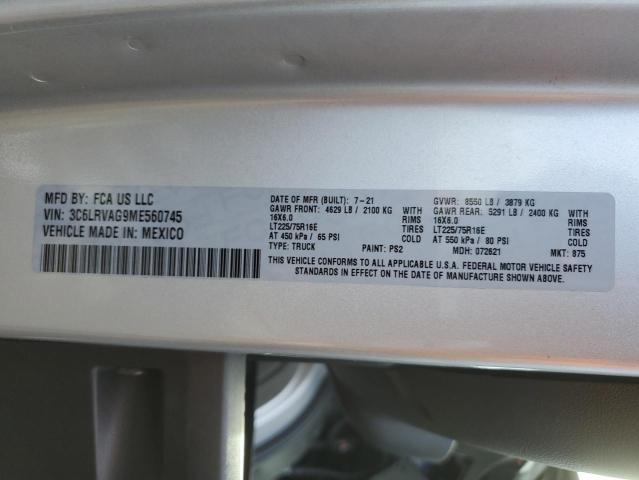 MFD BY: FCA US LLC
VIN: 3C6LRVAG9ME560745
VEHICLE MADE IN: MEXICO
DATE OF MFR (BUILT): 7-21 GVWR: 8550 LB / 3879 KG
GAWR FRONT: 4629 LB / 2100 KG WITH GAWR REAR: 5291 LB / 2400 KG WITH
16X6.0 RIMS 16X6.0 RIMS
LT225/75R16E TIRES LT225/75R16E TIRES
AT 450 kPa / 65 PSI COLD AT 550 kPa / 80 PSI COLD
TYPE: TRUCK PAINT: PS2 MDH: 072621 MKT: 875
THIS VEHICLE CONFORMS TO ALL APPLICABLE U.S.A. FEDERAL MOTOR VEHICLE SAFETY
STANDARDS IN EFFECT ON THE DATE OF MANUFACTURE SHOWN ABOVE.